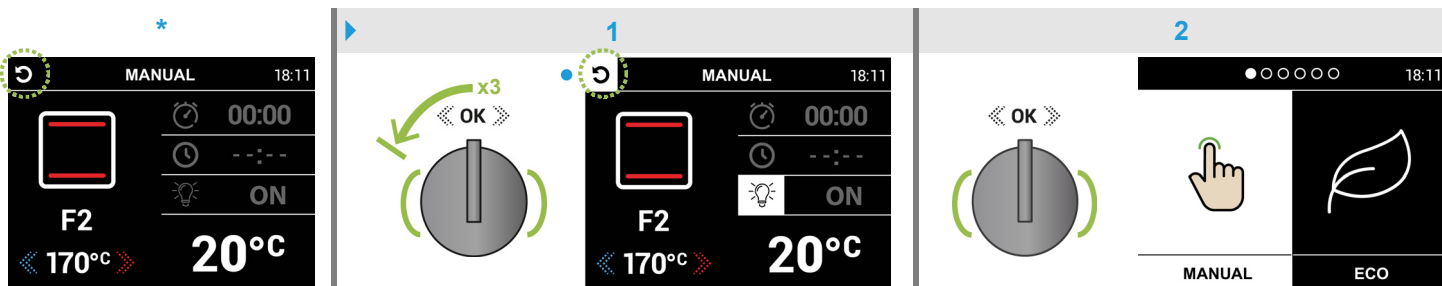 *
MANUAL 18:11
00:00
--:--
ON
F2
170°C
20°C
1
x3
OK
MANUAL 18:11
00:00
--:--
ON
F2
170°C
20°C
2
OK
18:11
MANUAL
ECO